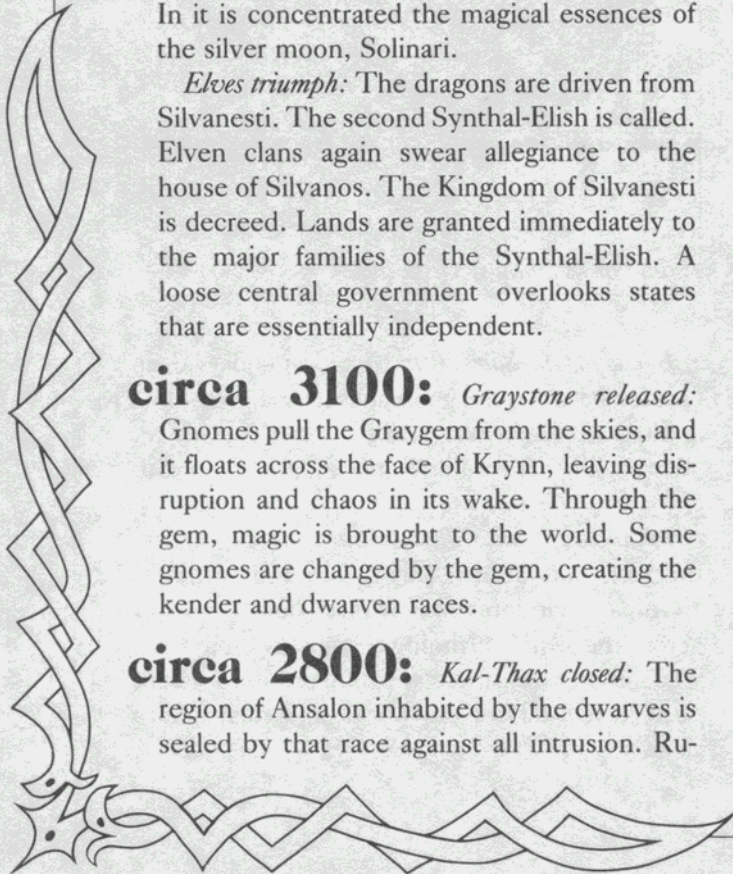 In it is concentrated the magical essences of
the silver moon, Solinari.
Elves triumph: The dragons are driven from
Silvanesti. The second Synthal-Elish is called.
Elven clans again swear allegiance to the
house of Silvanos. The Kingdom of Silvanesti
is decreed. Lands are granted immediately to
the major families of the Synthal-Elish. A
loose central government overlooks states
that are essentially independent.
circa 3100: Graystone released:
Gnomes pull the Graygem from the skies, and
it floats across the face of Krynn, leaving dis-
ruption and chaos in its wake. Through the
gem, magic is brought to the world. Some
gnomes are changed by the gem, creating the
kender and dwarven races.
circa 2800: Kal-Thax closed: The
region of Ansalon inhabited by the dwarves is
sealed by that race against all intrusion. Ru-